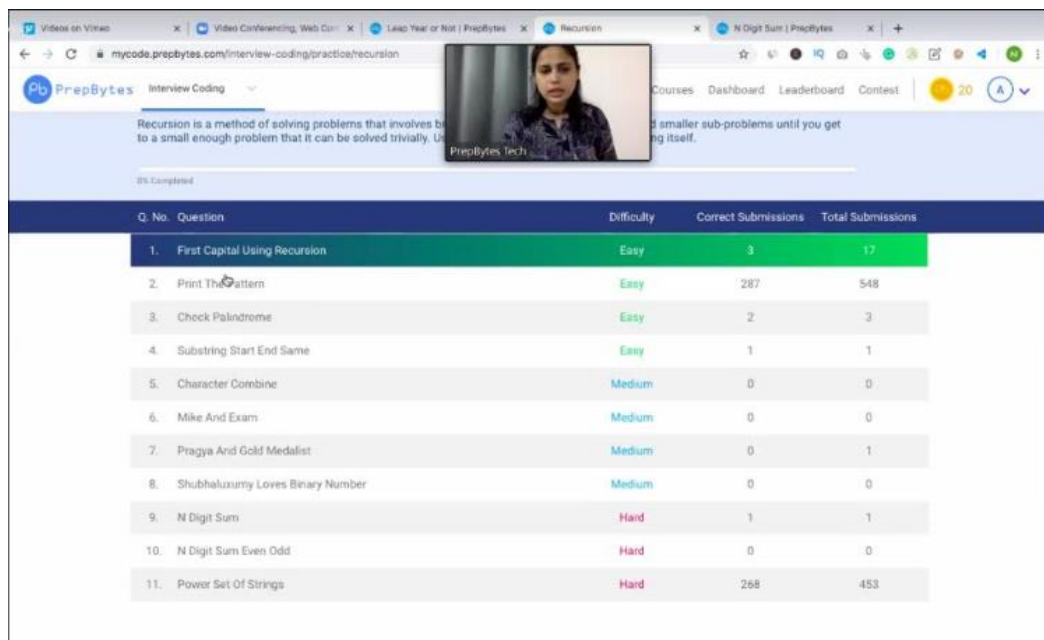 Videos on Vimeo
Video Conferencing, Web Con
Leap Year or Not | PrepBytes
Recursion
N Digit Sum | PrepBytes
mycode.prepbytes.com/interview-coding/practice/recursion
Pb PrepBytes Interview Coding Courses Dashboard Leaderboard Contest 20 A
Recursion is a method of solving problems that involves b d smaller sub-problems until you get
to a small enough problem that it can be solved trivially. U ng itself.
PrepBytes Tech
0% Completed
Q. No. Question Difficulty Correct Submissions Total Submissions
1. First Capital Using Recursion Easy 3 17
2. Print The Pattern Easy 287 548
3. Check Palindrome Easy 2 3
4. Substring Start End Same Easy 1 1
5. Character Combine Medium 0 0
6. Mike And Exam Medium 0 0
7. Pragya And Gold Medalist Medium 0 1
8. Shubhaluxumy Loves Binary Number Medium 0 0
9. N Digit Sum Hard 1 1
10. N Digit Sum Even Odd Hard 0 0
11. Power Set Of Strings Hard 268 453